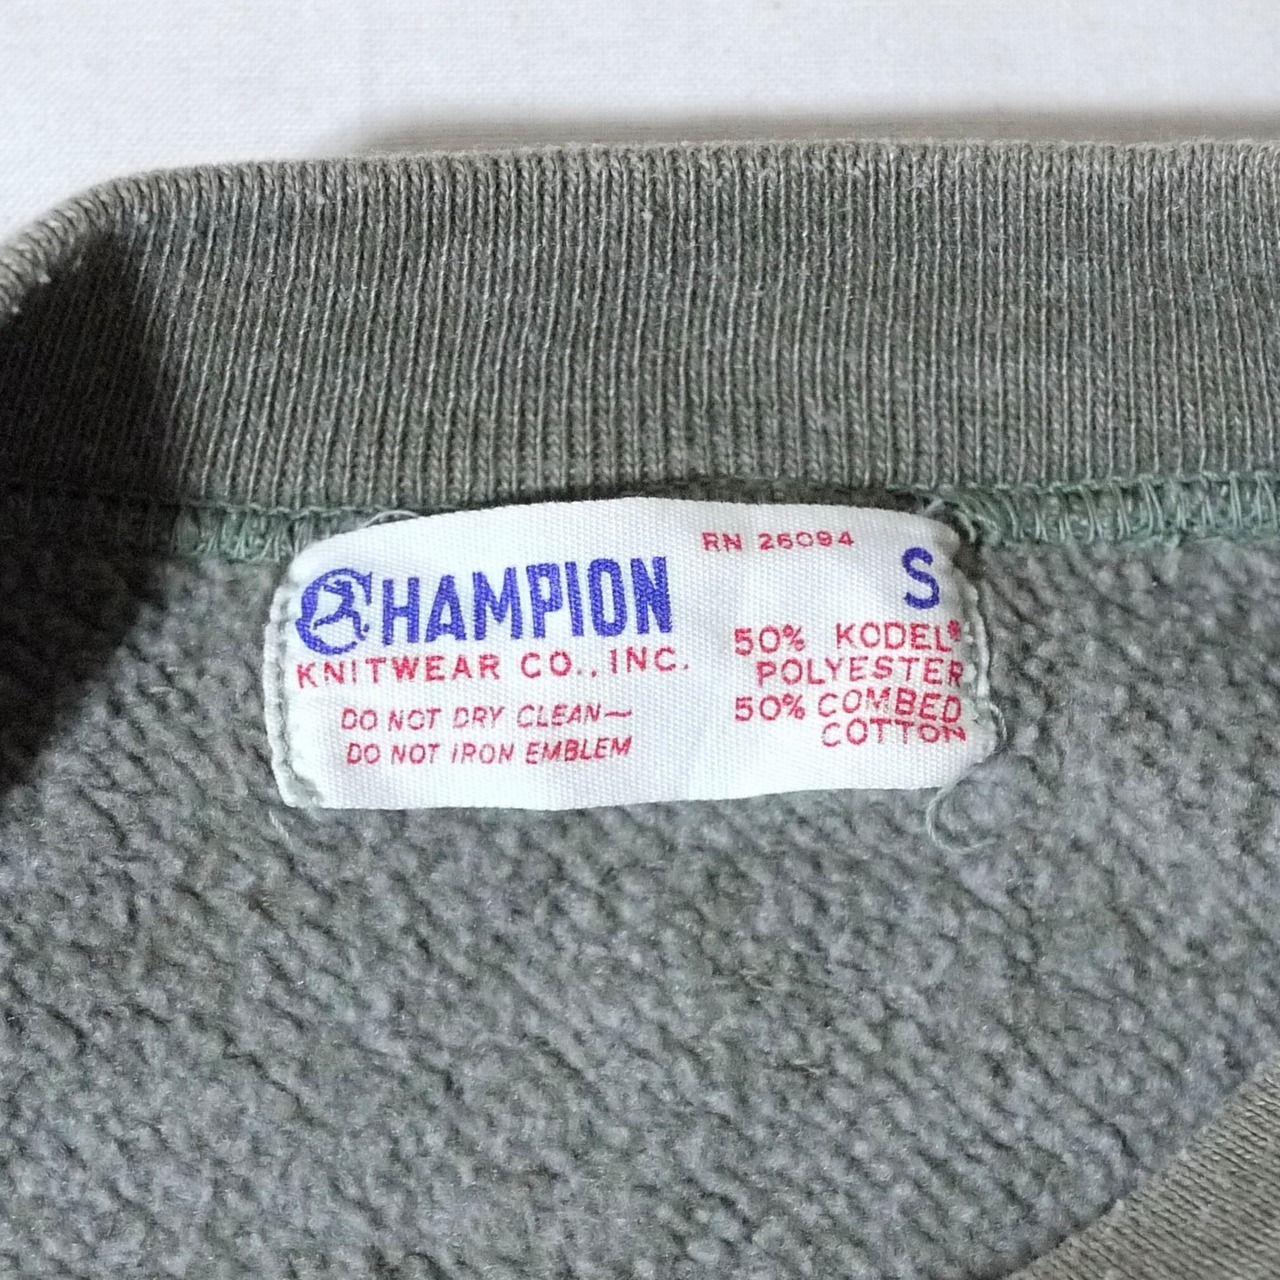 RN 26094
CHAMPION
S
KNITWEAR CO., INC.
50% KODEL®
POLYESTER
50% COMBED
COTTON
DO NOT DRY CLEAN—
DO NOT IRON EMBLEM